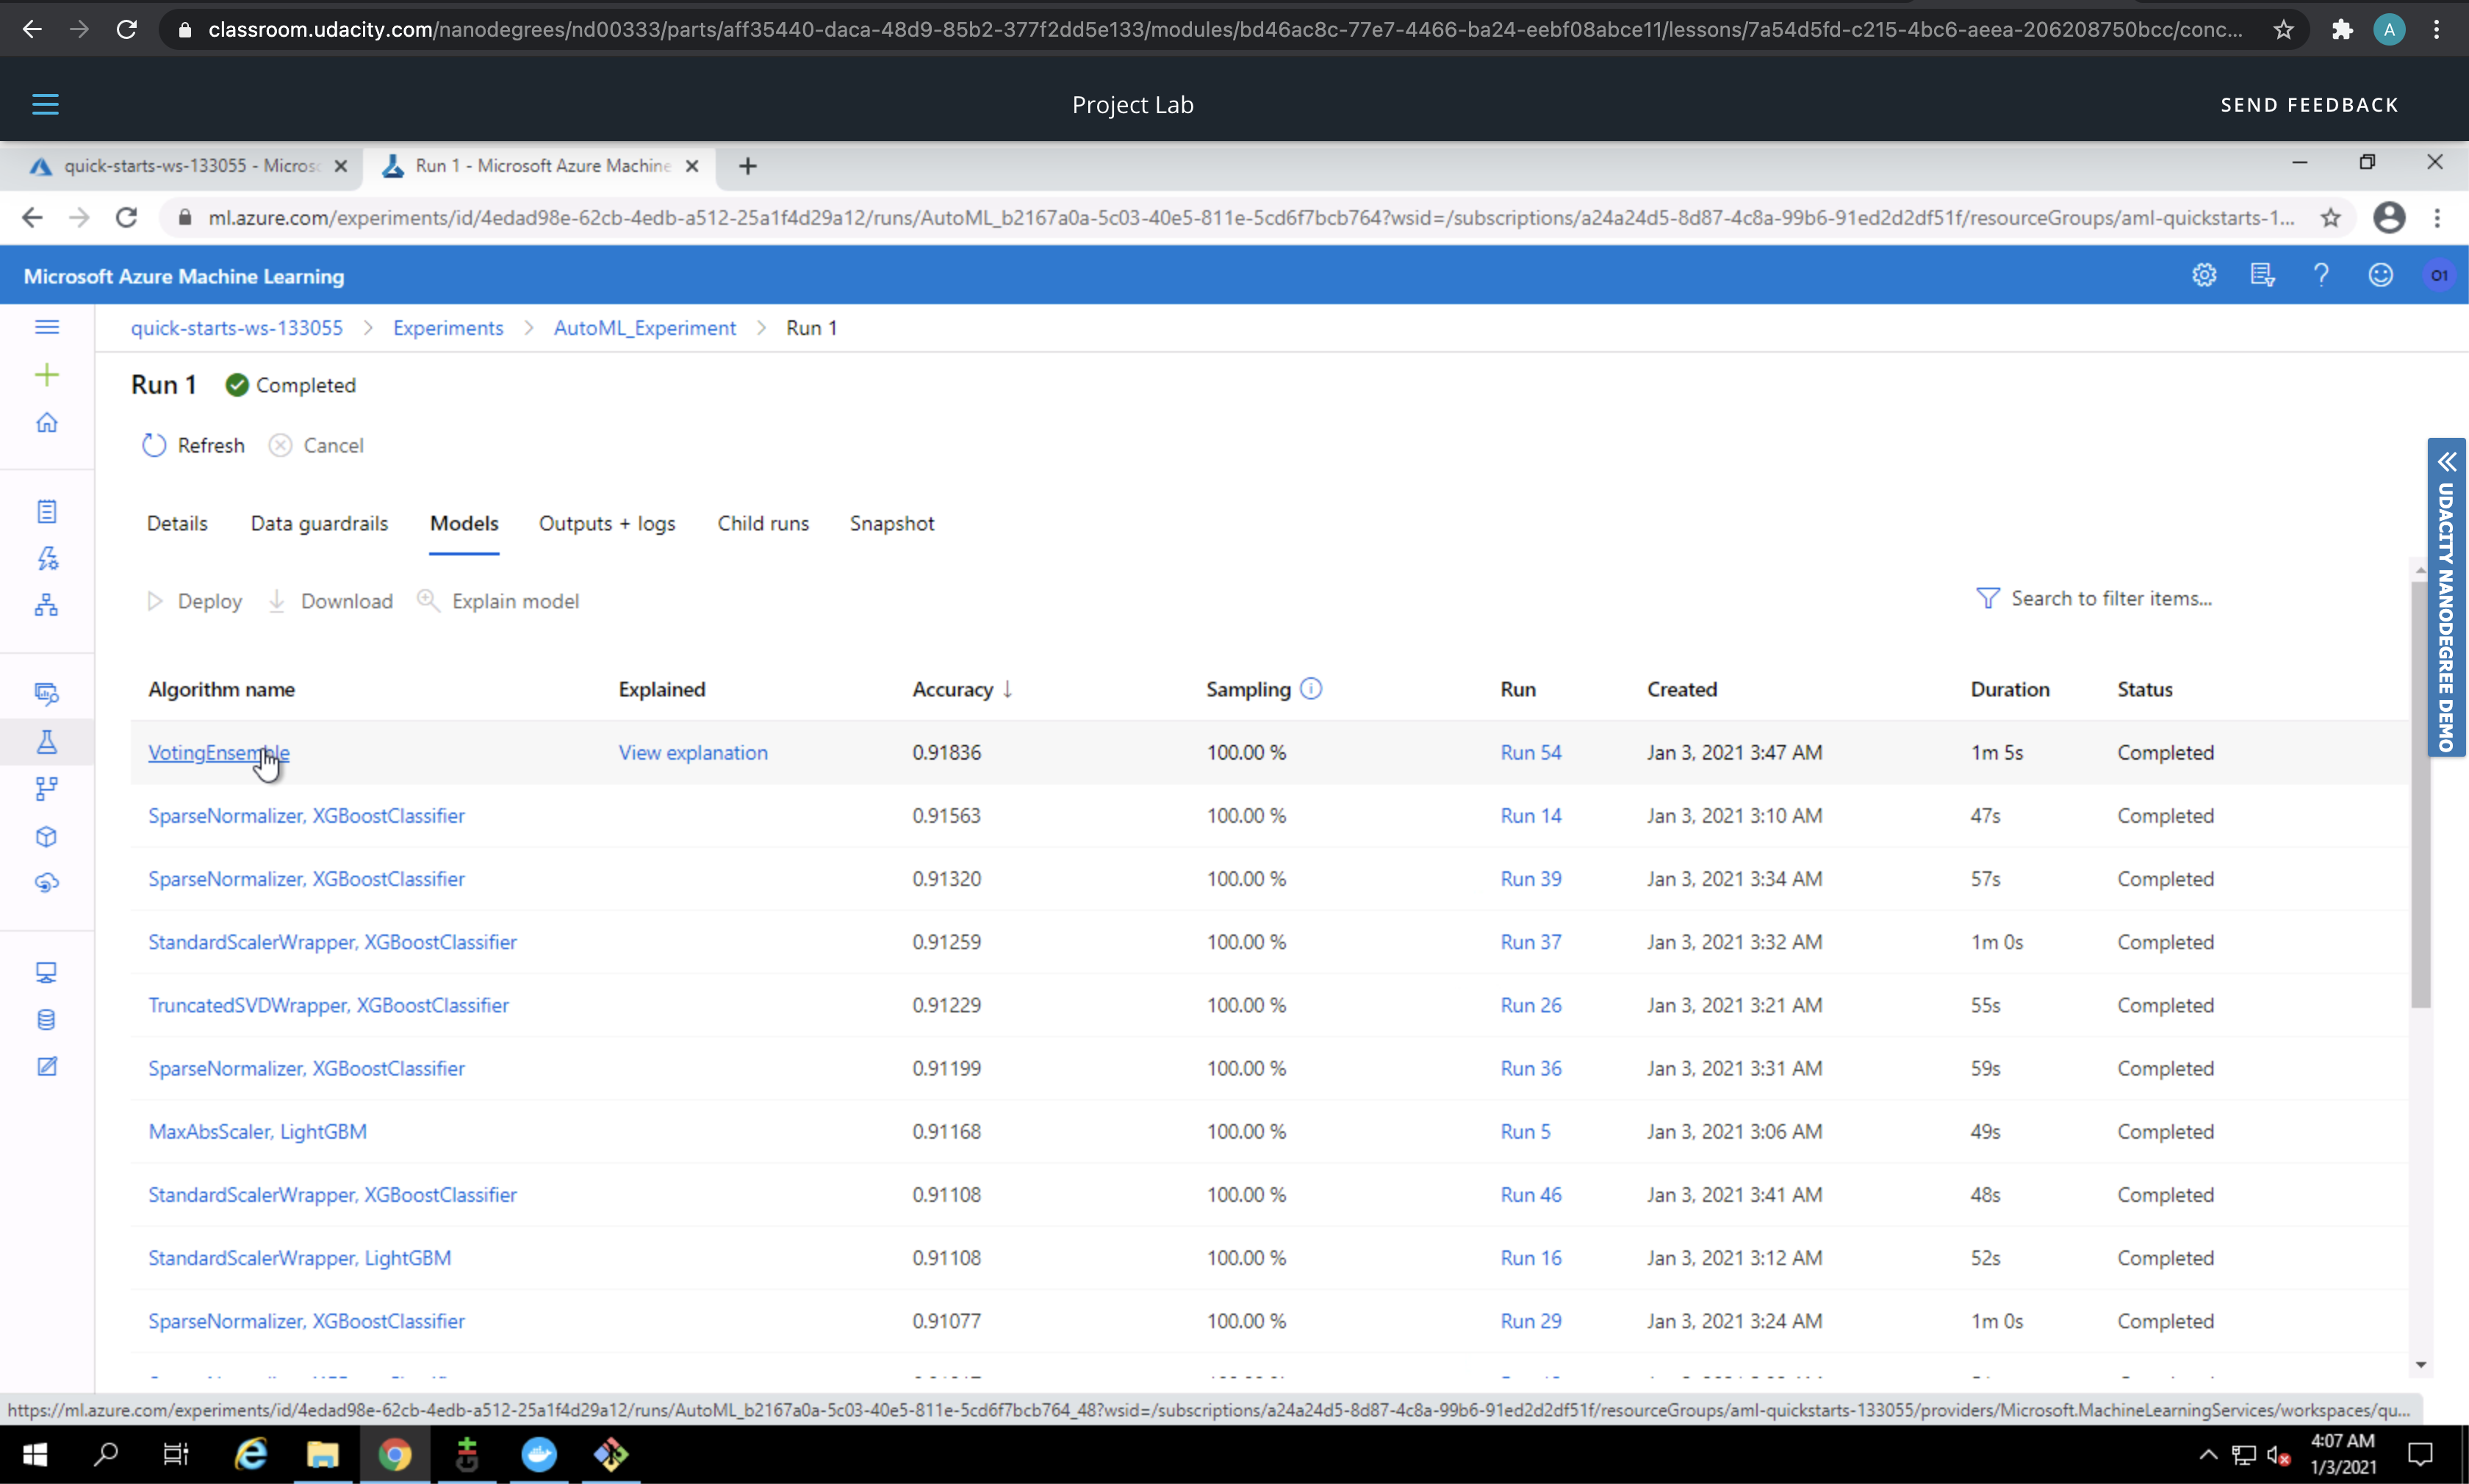 classroom.udacity.com/nanodegrees/nd00333/parts/aff35440-daca-48d9-85b2-377f2dd5e133/modules/bd46ac8c-77e7-4466-ba24-eebf08abce11/lessons/7a54d5fd-c215-4bc6-aeea-206208750bcc/conc... A
Project Lab SEND FEEDBACK
quick-starts-ws-133055 - Micros Run 1 - Microsoft Azure Machine
ml.azure.com/experiments/id/4edad98e-62cb-4edb-a512-25a1f4d29a12/runs/AutoML_b2167a0a-5c03-40e5-811e-5cd6f7bcb764?wsid=/subscriptions/a24a24d5-8d87-4c8a-99b6-91ed2d2df51f/resourceGroups/aml-quickstarts-1...
Microsoft Azure Machine Learning O1
quick-starts-ws-133055 > Experiments > AutoML_Experiment > Run 1
Run 1 Completed
Refresh Cancel
Details Data guardrails Models Outputs + logs Child runs Snapshot
Deploy Download Explain model Search to filter items...
UDACITY NANODEGREE DEMO
Algorithm name Explained Accuracy ↓ Sampling Run Created Duration Status
VotingEnsemble View explanation 0.91836 100.00 % Run 54 Jan 3, 2021 3:47 AM 1m 5s Completed
SparseNormalizer, XGBoostClassifier 0.91563 100.00 % Run 14 Jan 3, 2021 3:10 AM 47s Completed
SparseNormalizer, XGBoostClassifier 0.91320 100.00 % Run 39 Jan 3, 2021 3:34 AM 57s Completed
StandardScalerWrapper, XGBoostClassifier 0.91259 100.00 % Run 37 Jan 3, 2021 3:32 AM 1m 0s Completed
TruncatedSVDWrapper, XGBoostClassifier 0.91229 100.00 % Run 26 Jan 3, 2021 3:21 AM 55s Completed
SparseNormalizer, XGBoostClassifier 0.91199 100.00 % Run 36 Jan 3, 2021 3:31 AM 59s Completed
MaxAbsScaler, LightGBM 0.91168 100.00 % Run 5 Jan 3, 2021 3:06 AM 49s Completed
StandardScalerWrapper, XGBoostClassifier 0.91108 100.00 % Run 46 Jan 3, 2021 3:41 AM 48s Completed
StandardScalerWrapper, LightGBM 0.91108 100.00 % Run 16 Jan 3, 2021 3:12 AM 52s Completed
SparseNormalizer, XGBoostClassifier 0.91077 100.00 % Run 29 Jan 3, 2021 3:24 AM 1m 0s Completed
https://ml.azure.com/experiments/id/4edad98e-62cb-4edb-a512-25a1f4d29a12/runs/AutoML_b2167a0a-5c03-40e5-811e-5cd6f7bcb764_48?wsid=/subscriptions/a24a24d5-8d87-4c8a-99b6-91ed2d2df51f/resourceGroups/aml-quickstarts-133055/providers/Microsoft.MachineLearningServices/workspaces/qu...
4:07 AM
1/3/2021